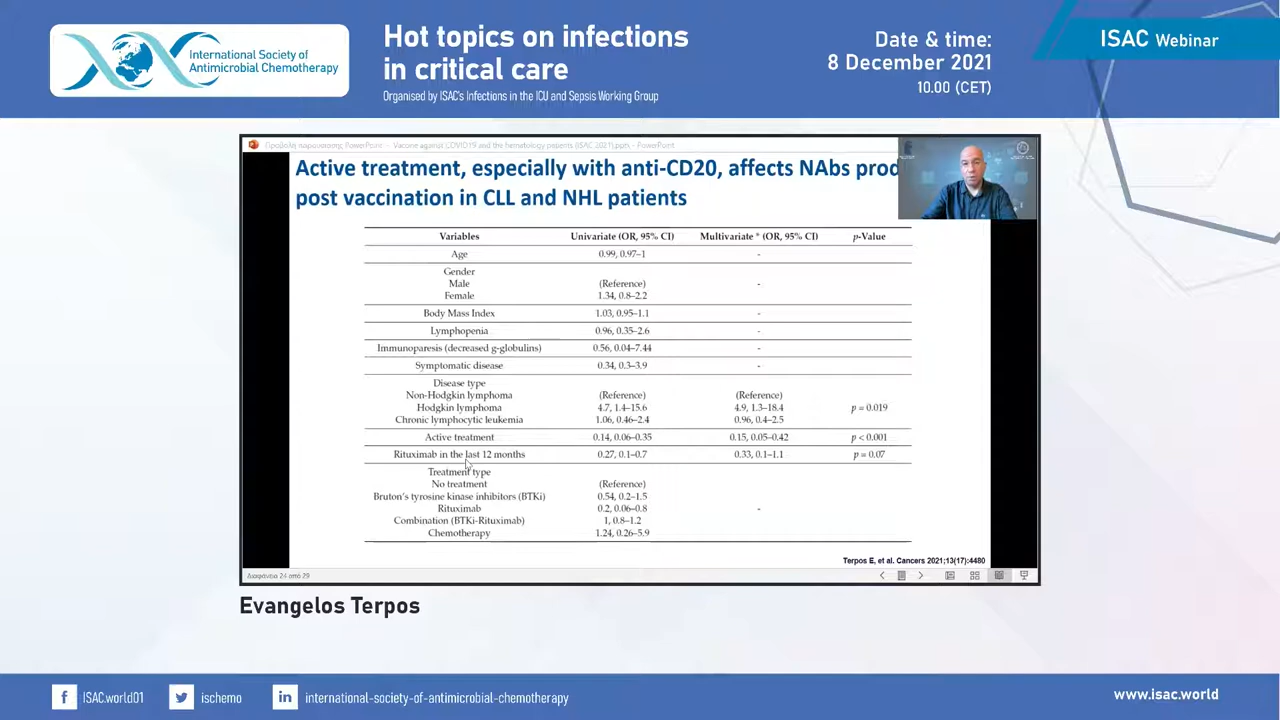 International Society of
Antimicrobial Chemotherapy
Hot topics on infections
in critical care
Organised by ISAC's Infections in the ICU and Sepsis Working Group
Date & time:
8 December 2021
10.00 (CET)
ISAC Webinar
Προβολή παρουσίασης PowerPoint - Vaccine against COVID19 and the hematology patients (ISAC 2021).pptx - PowerPoint
Active treatment, especially with anti-CD20, affects NAbs prod
post vaccination in CLL and NHL patients
Variables Univariate (OR, 95% CI) Multivariate * (OR, 95% CI) p-Value
Age 0.99, 0.97–1 -
Gender
Male (Reference) -
Female 1.34, 0.8–2.2
Body Mass Index 1.03, 0.95–1.1 -
Lymphopenia 0.96, 0.35–2.6 -
Immunoparesis (decreased g-globulins) 0.56, 0.04–7.44 -
Symptomatic disease 0.34, 0.3–3.9 -
Disease type
Non-Hodgkin lymphoma (Reference) (Reference)
Hodgkin lymphoma 4.7, 1.4–15.6 4.9, 1.3–18.4 p = 0.019
Chronic lymphocytic leukemia 1.06, 0.46–2.4 0.96, 0.4–2.5
Active treatment 0.14, 0.06–0.35 0.15, 0.05–0.42 p < 0.001
Rituximab in the last 12 months 0.27, 0.1–0.7 0.33, 0.1–1.1 p = 0.07
Treatment type
No treatment (Reference)
Bruton's tyrosine kinase inhibitors (BTKi) 0.54, 0.2–1.5
Rituximab 0.2, 0.06–0.8 -
Combination (BTKi-Rituximab) 1, 0.8–1.2
Chemotherapy 1.24, 0.26–5.9
Terpos E, et al. Cancers 2021;13(17):4480
Διαφάνεια 24 από 29
Evangelos Terpos
ISAC.world01
ischemo
international-society-of-antimicrobial-chemotherapy
www.isac.world